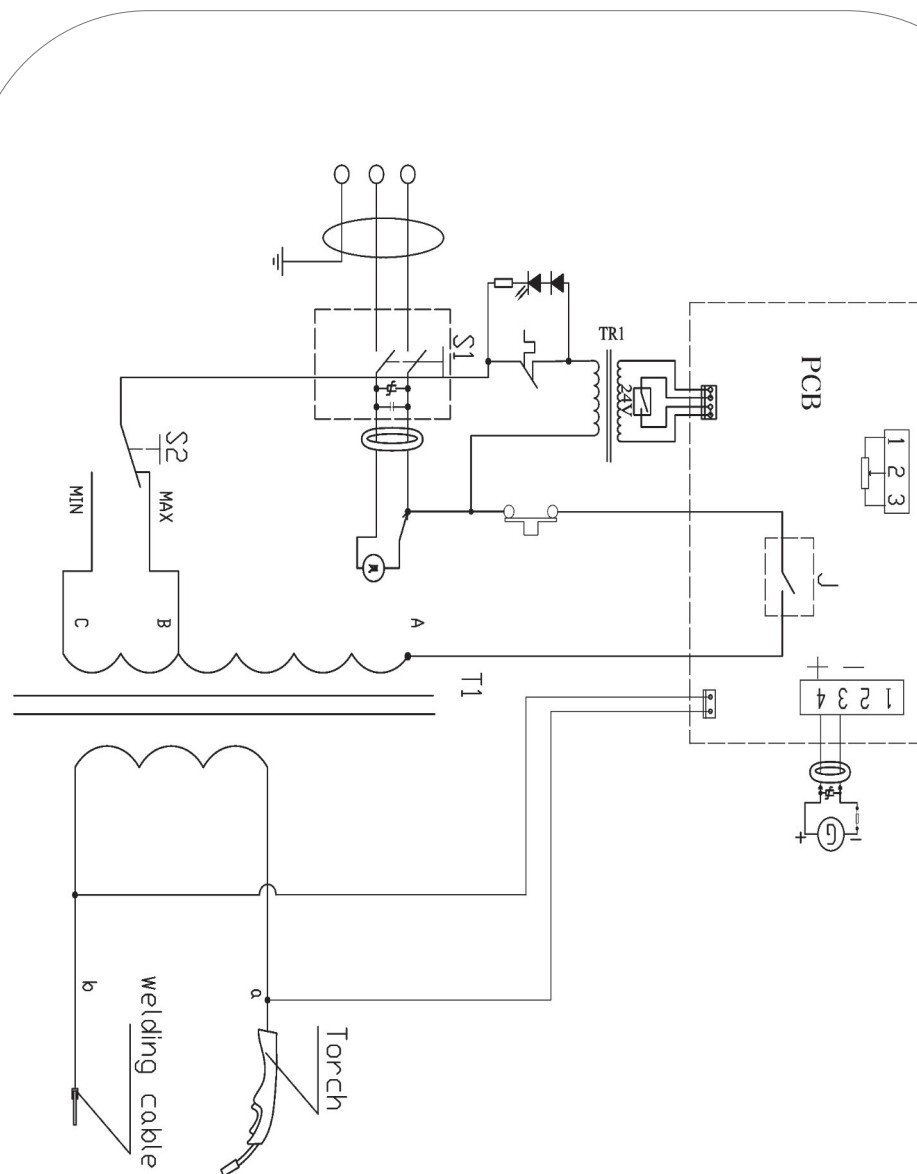 S1
TR1
24V
PCB
1
2
3
S2
MIN
MAX
J
C
B
A
T1
+ −
1 2 3 4
+ G −
b
a
welding cable
Torch